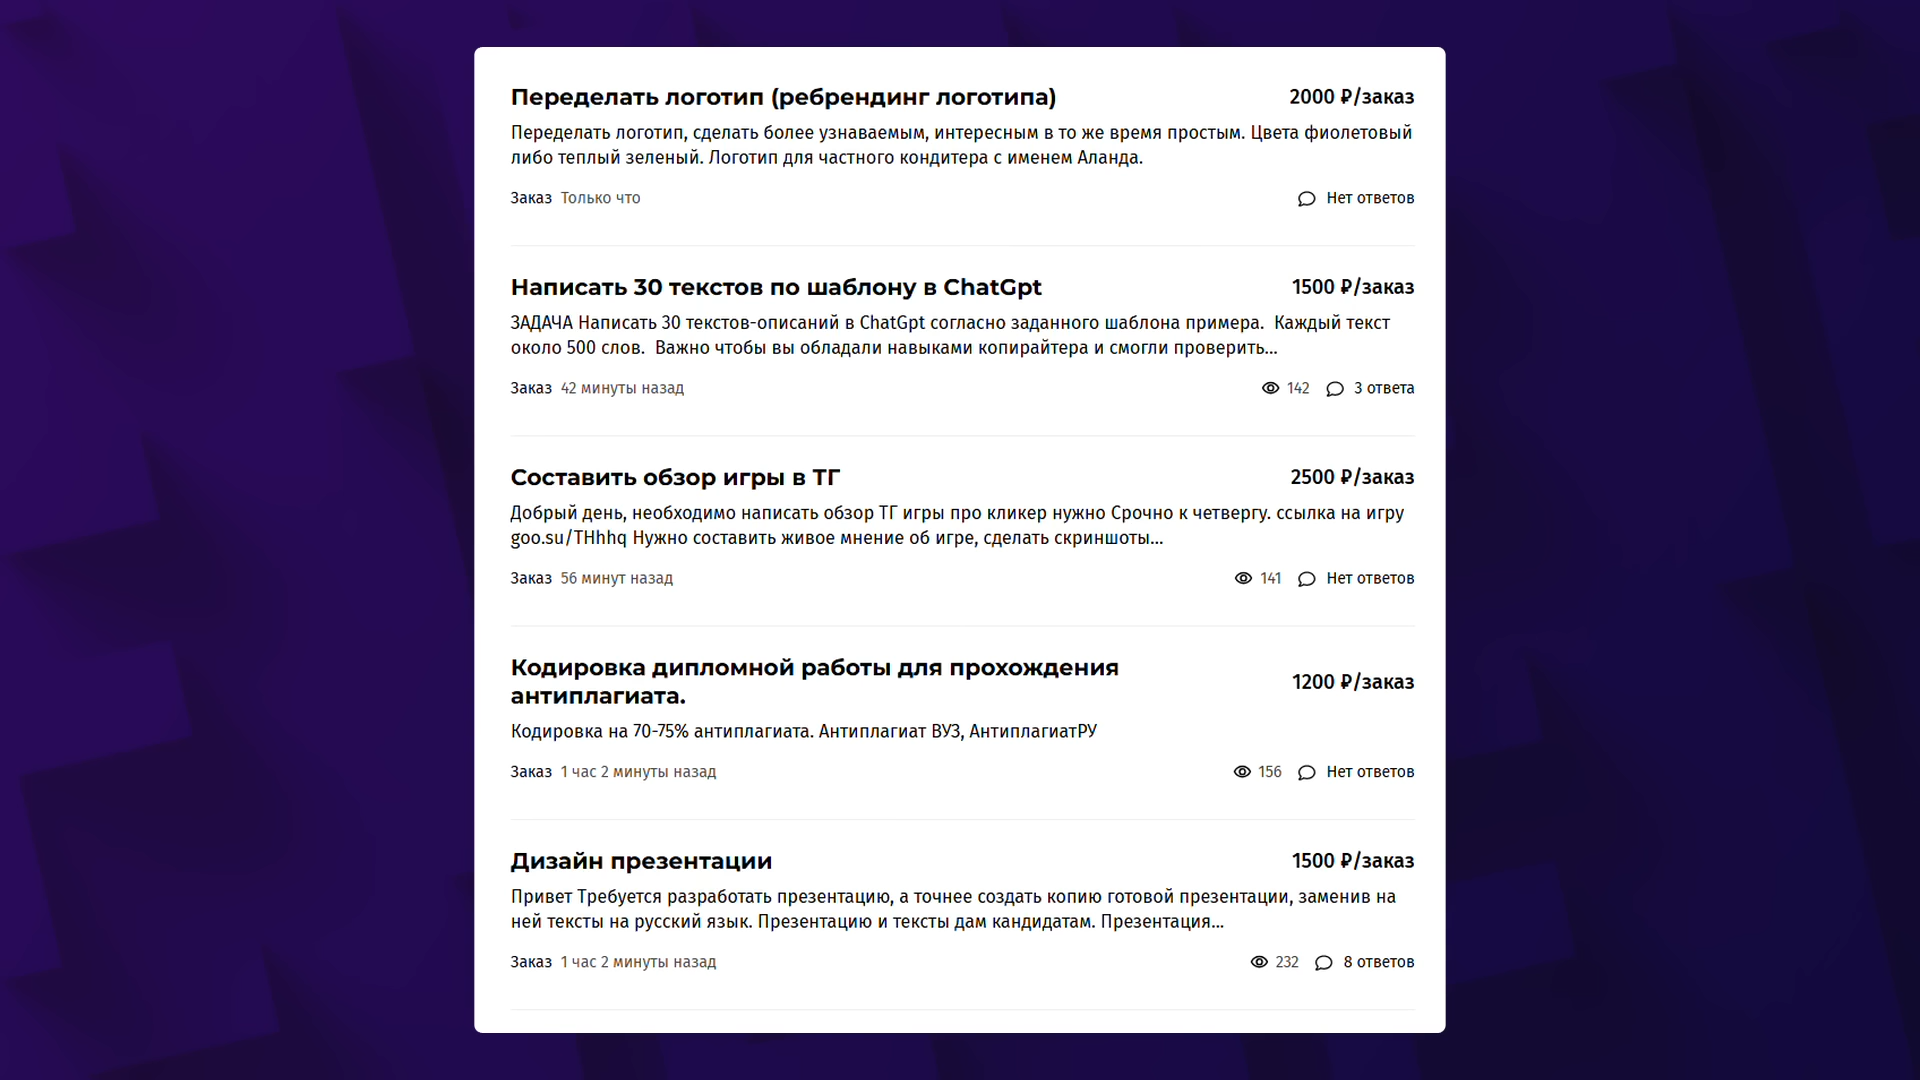 Переделать логотип (ребрендинг логотипа)
2000 ₽/заказ
Переделать логотип, сделать более узнаваемым, интересным в то же время простым. Цвета фиолетовый
либо теплый зеленый. Логотип для частного кондитера с именем Аланда.
Заказ Только что
Нет ответов
Написать 30 текстов по шаблону в ChatGpt
1500 ₽/заказ
ЗАДАЧА Написать 30 текстов-описаний в ChatGpt согласно заданного шаблона примера. Каждый текст
около 500 слов. Важно чтобы вы обладали навыками копирайтера и смогли проверить...
Заказ 42 минуты назад
142 3 ответа
Составить обзор игры в ТГ
2500 ₽/заказ
Добрый день, необходимо написать обзор ТГ игры про кликер нужно Срочно к четвергу. ссылка на игру
goo.su/THhhq Нужно составить живое мнение об игре, сделать скриншоты...
Заказ 56 минут назад
141 Нет ответов
Кодировка дипломной работы для прохождения
антиплагиата.
1200 ₽/заказ
Кодировка на 70-75% антиплагиата. Антиплагиат ВУЗ, АнтиплагиатРУ
Заказ 1 час 2 минуты назад
156 Нет ответов
Дизайн презентации
1500 ₽/заказ
Привет Требуется разработать презентацию, а точнее создать копию готовой презентации, заменив на
ней тексты на русский язык. Презентацию и тексты дам кандидатам. Презентация...
Заказ 1 час 2 минуты назад
232 8 ответов